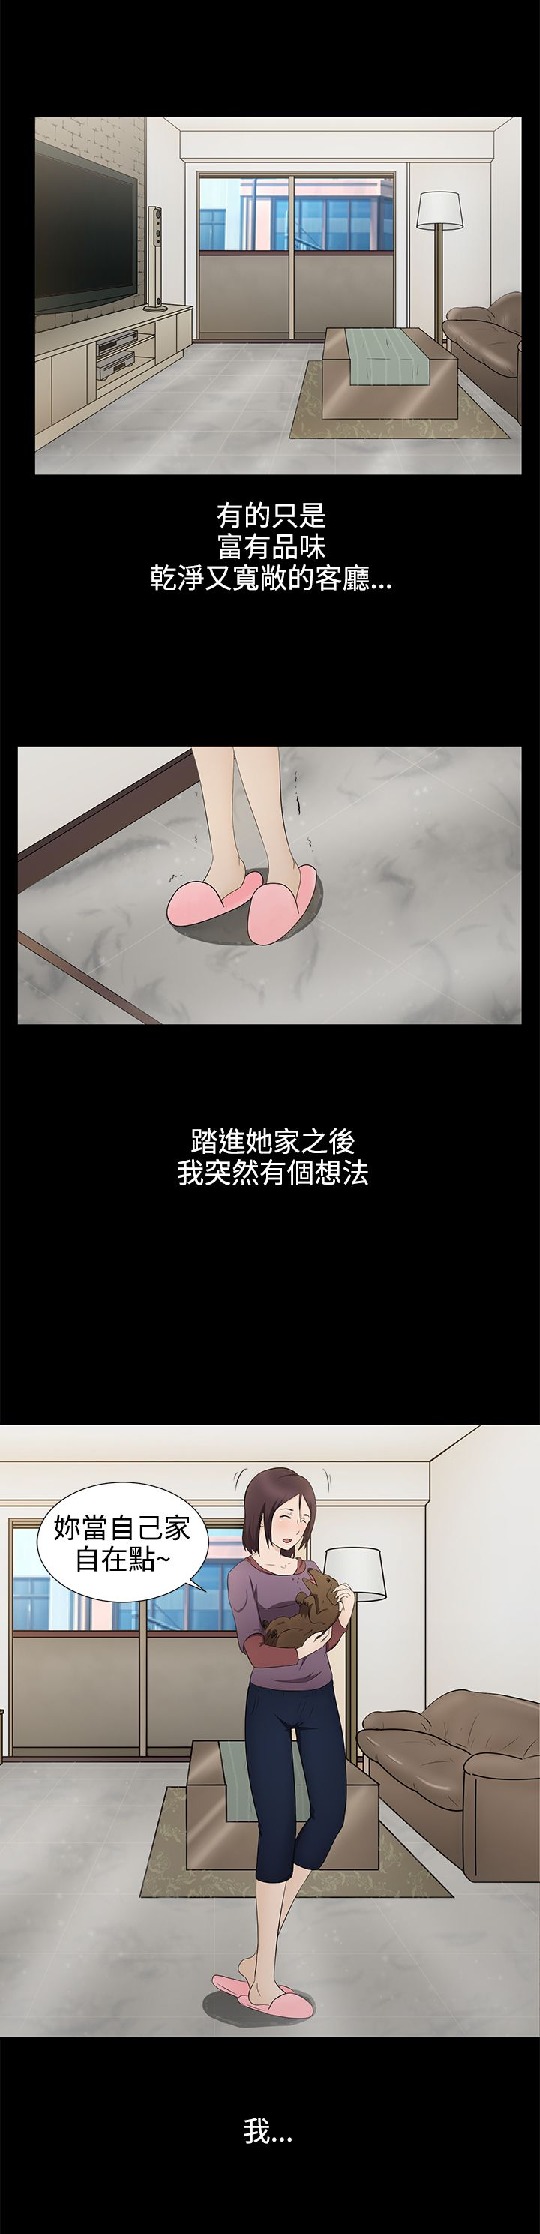 有的只是
富有品味
乾淨又寬敞的客廳...
踏進她家之後
我突然有個想法
妳當自己家
自在點~
我...